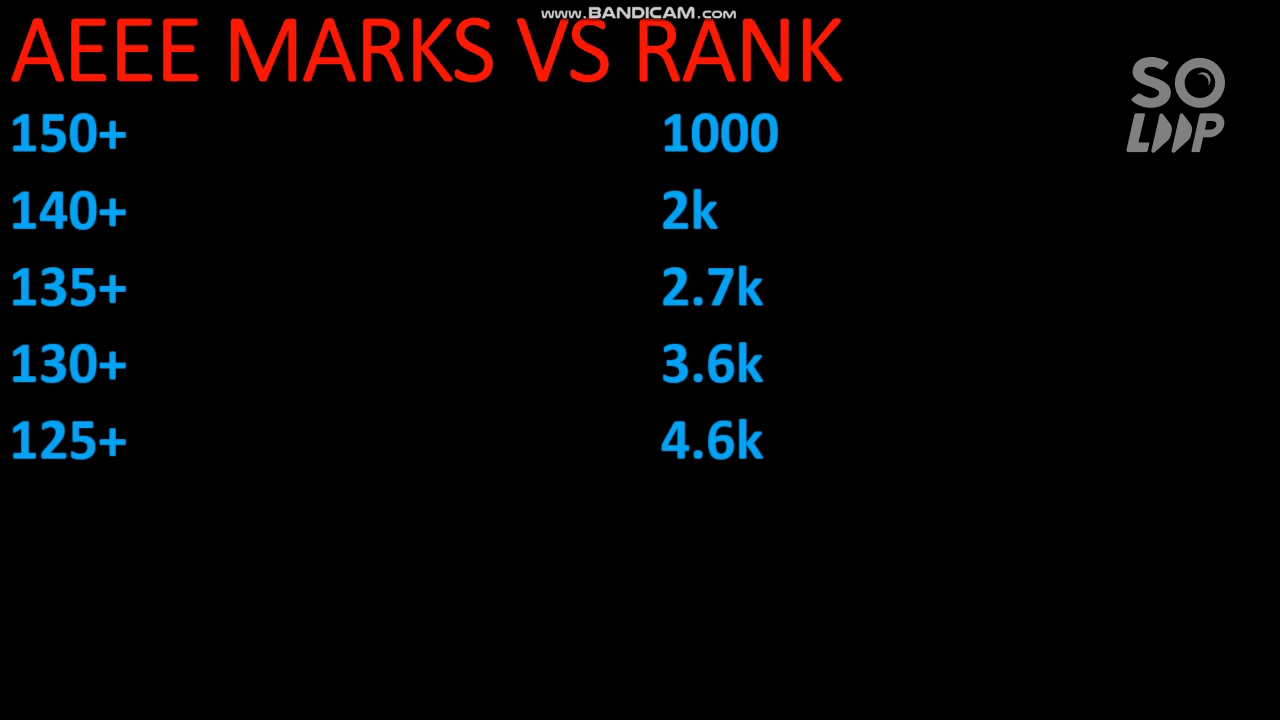 www.BANDICAM.com
AEEE MARKS VS RANK
SO
LOOP
150+ 1000
140+ 2k
135+ 2.7k
130+ 3.6k
125+ 4.6k